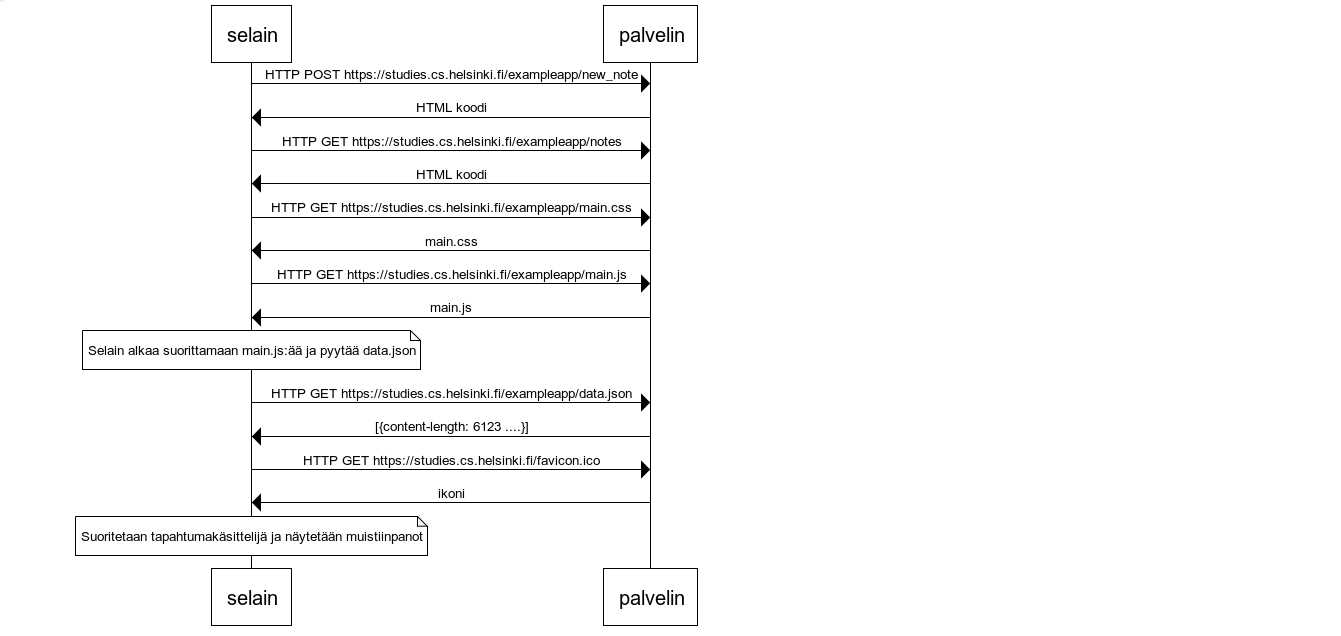 selain
palvelin
HTTP POST https://studies.cs.helsinki.fi/exampleapp/new_note
HTML koodi
HTTP GET https://studies.cs.helsinki.fi/exampleapp/notes
HTML koodi
HTTP GET https://studies.cs.helsinki.fi/exampleapp/main.css
main.css
HTTP GET https://studies.cs.helsinki.fi/exampleapp/main.js
main.js
Selain alkaa suorittamaan main.js:ää ja pyytää data.json
HTTP GET https://studies.cs.helsinki.fi/exampleapp/data.json
[{content-length: 6123 ....}]
HTTP GET https://studies.cs.helsinki.fi/favicon.ico
ikoni
Suoritetaan tapahtumakäsittelijä ja näytetään muistiinpanot
selain
palvelin